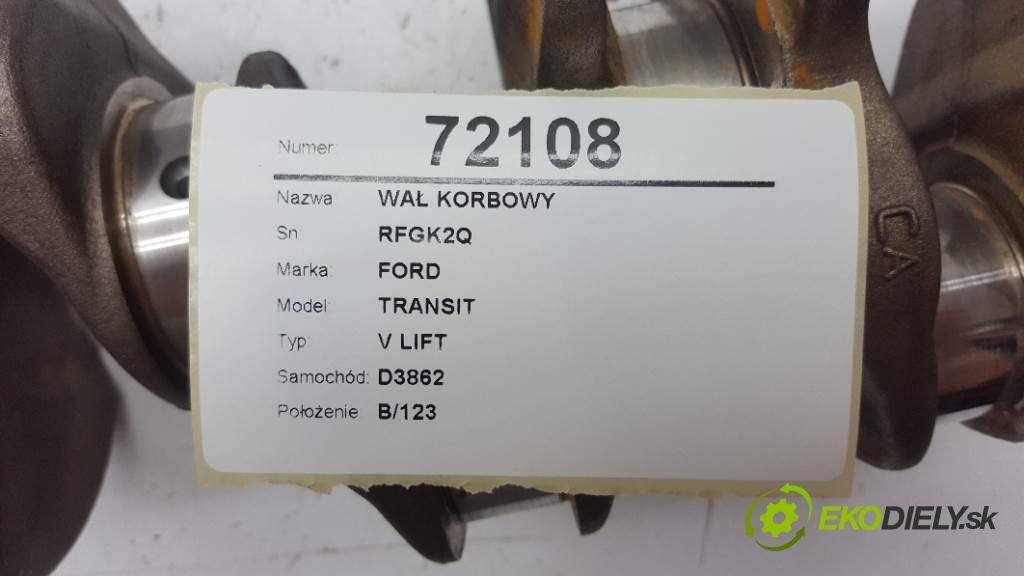 Numer: 72108
Nazwa WAŁ KORBOWY
Sn: RFGK2Q
Marka: FORD
Model: TRANSIT
Typ: V LIFT
Samochód: D3862
Położenie B/123
CA
EKODIELY.sk